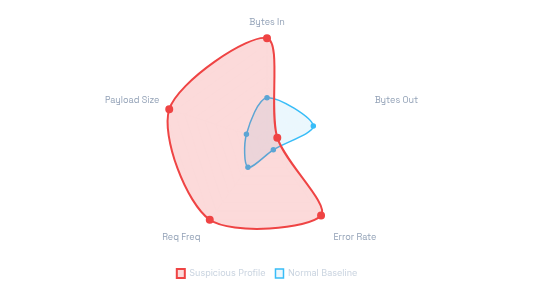 Bytes In
Payload Size
Bytes Out
Req Freq
Error Rate
Suspicious Profile
Normal Baseline